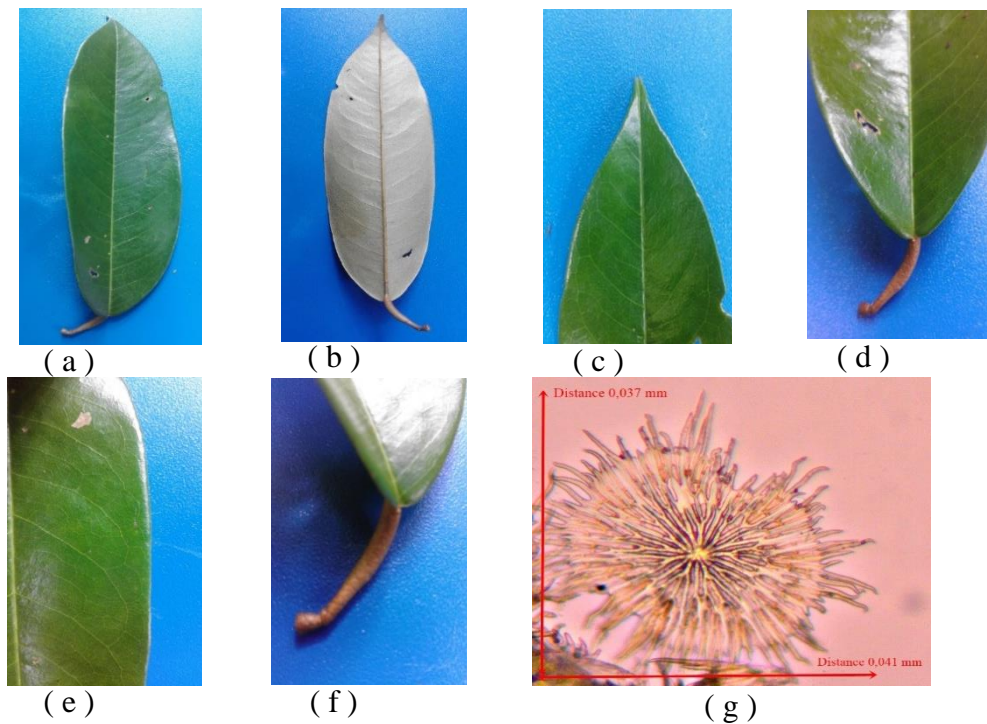 ( a )
( b )
( c )
( d )
( e )
( f )
Distance 0,037 mm
Distance 0,041 mm
( g )